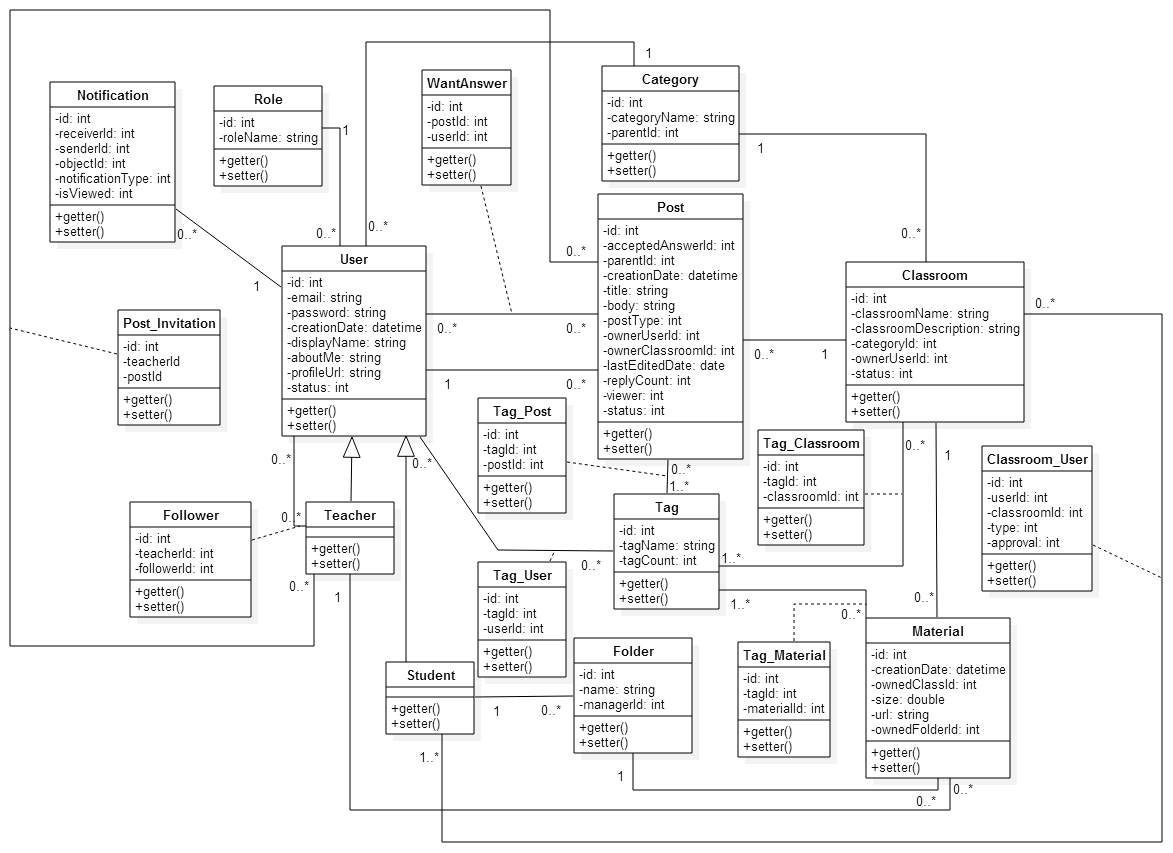 Notification
-id: int
-receiverId: int
-senderId: int
-objectId: int
-notificationType: int
-isViewed: int
+getter()
+setter()
0..*
1
Role
-id: int
-roleName: string
+getter()
+setter()
1
0..*
WantAnswer
-id: int
-postId: int
-userId: int
+getter()
+setter()
1
Category
-id: int
-categoryName: string
-parentId: int
+getter()
+setter()
1
0..*
0..*
0..*
User
-id: int
-email: string
-password: string
-creationDate: datetime
-displayName: string
-aboutMe: string
-profileUrl: string
-status: int
+getter()
+setter()
0..*
0..*
1
0..*
Post
-id: int
-acceptedAnswerId: int
-parentId: int
-creationDate: datetime
-title: string
-body: string
-postType: int
-ownerUserId: int
-ownerClassroomId: int
-lastEditedDate: date
-replyCount: int
-viewer: int
-status: int
+getter()
+setter()
0..*
1
Classroom
-id: int
-classroomName: string
-classroomDescription: string
-categoryId: int
-ownerUserId: int
-status: int
+getter()
+setter()
0..*
0..*
1
Post_Invitation
-id: int
-teacherId
-postId
+getter()
+setter()
Tag_Post
-id: int
-tagId: int
-postId: int
+getter()
+setter()
0..*
1..*
Tag_Classroom
-id: int
-tagId: int
-classroomId: int
+getter()
+setter()
Classroom_User
-id: int
-userId: int
-classroomId: int
-type: int
-approval: int
+getter()
+setter()
0..*
0..*
0..*
Follower
-id: int
-teacherId: int
-followerId: int
+getter()
+setter()
Teacher
+getter()
+setter()
0..*
1
Tag
-id: int
-tagName: string
-tagCount: int
+getter()
+setter()
0..*
1..*
1..*
Tag_User
-id: int
-tagId: int
-userId: int
+getter()
+setter()
Student
+getter()
+setter()
1
0..*
1..*
Folder
-id: int
-name: string
-managerId: int
+getter()
+setter()
1
Tag_Material
-id: int
-tagId: int
-materialId: int
+getter()
+setter()
0..*
0..*
Material
-id: int
-creationDate: datetime
-ownedClassId: int
-size: double
-url: string
-ownedFolderId: int
+getter()
+setter()
0..*
0..*